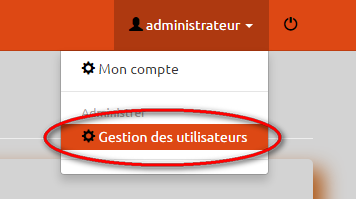 administrateur
Mon compte
Administrer
Gestion des utilisateurs